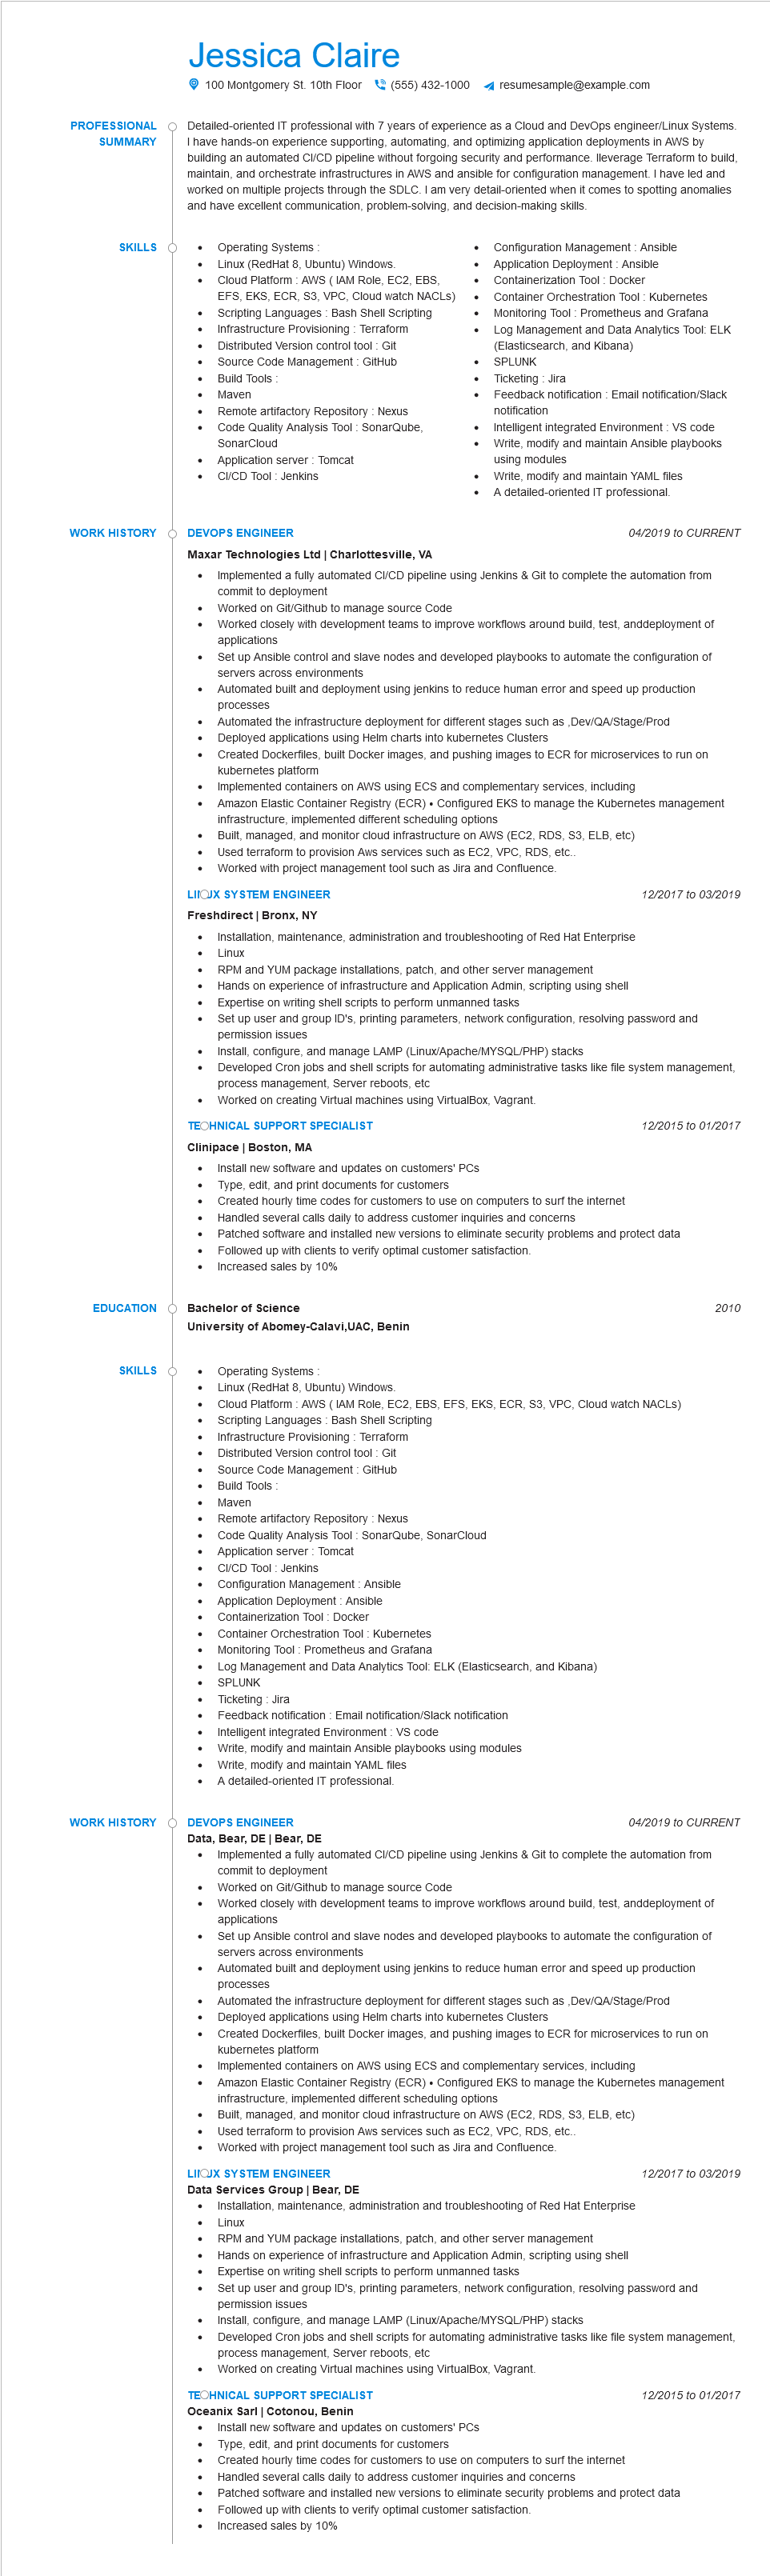 Jessica Claire
100 Montgomery St. 10th Floor (555) 432-1000 resumesample@example.com
PROFESSIONAL
SUMMARY
Detailed-oriented IT professional with 7 years of experience as a Cloud and DevOps engineer/Linux Systems.
I have hands-on experience supporting, automating, and optimizing application deployments in AWS by
building an automated CI/CD pipeline without forgoing security and performance. Ileverage Terraform to build,
maintain, and orchestrate infrastructures in AWS and ansible for configuration management. I have led and
worked on multiple projects through the SDLC. I am very detail-oriented when it comes to spotting anomalies
and have excellent communication, problem-solving, and decision-making skills.
SKILLS
• Operating Systems :
• Linux (RedHat 8, Ubuntu) Windows.
• Cloud Platform : AWS ( IAM Role, EC2, EBS,
EFS, EKS, ECR, S3, VPC, Cloud watch NACLs)
• Scripting Languages : Bash Shell Scripting
• Infrastructure Provisioning : Terraform
• Distributed Version control tool : Git
• Source Code Management : GitHub
• Build Tools :
• Maven
• Remote artifactory Repository : Nexus
• Code Quality Analysis Tool : SonarQube,
SonarCloud
• Application server : Tomcat
• CI/CD Tool : Jenkins
• Configuration Management : Ansible
• Application Deployment : Ansible
• Containerization Tool : Docker
• Container Orchestration Tool : Kubernetes
• Monitoring Tool : Prometheus and Grafana
• Log Management and Data Analytics Tool: ELK
(Elasticsearch, and Kibana)
• SPLUNK
• Ticketing : Jira
• Feedback notification : Email notification/Slack
notification
• Intelligent integrated Environment : VS code
• Write, modify and maintain Ansible playbooks
using modules
• Write, modify and maintain YAML files
• A detailed-oriented IT professional.
WORK HISTORY
DEVOPS ENGINEER 04/2019 to CURRENT
Maxar Technologies Ltd | Charlottesville, VA
• Implemented a fully automated CI/CD pipeline using Jenkins & Git to complete the automation from
commit to deployment
• Worked on Git/Github to manage source Code
• Worked closely with development teams to improve workflows around build, test, anddeployment of
applications
• Set up Ansible control and slave nodes and developed playbooks to automate the configuration of
servers across environments
• Automated built and deployment using jenkins to reduce human error and speed up production
processes
• Automated the infrastructure deployment for different stages such as ,Dev/QA/Stage/Prod
• Deployed applications using Helm charts into kubernetes Clusters
• Created Dockerfiles, built Docker images, and pushing images to ECR for microservices to run on
kubernetes platform
• Implemented containers on AWS using ECS and complementary services, including
• Amazon Elastic Container Registry (ECR) • Configured EKS to manage the Kubernetes management
infrastructure, implemented different scheduling options
• Built, managed, and monitor cloud infrastructure on AWS (EC2, RDS, S3, ELB, etc)
• Used terraform to provision Aws services such as EC2, VPC, RDS, etc..
• Worked with project management tool such as Jira and Confluence.
LINUX SYSTEM ENGINEER 12/2017 to 03/2019
Freshdirect | Bronx, NY
• Installation, maintenance, administration and troubleshooting of Red Hat Enterprise
• Linux
• RPM and YUM package installations, patch, and other server management
• Hands on experience of infrastructure and Application Admin, scripting using shell
• Expertise on writing shell scripts to perform unmanned tasks
• Set up user and group ID's, printing parameters, network configuration, resolving password and
permission issues
• Install, configure, and manage LAMP (Linux/Apache/MYSQL/PHP) stacks
• Developed Cron jobs and shell scripts for automating administrative tasks like file system management,
process management, Server reboots, etc
• Worked on creating Virtual machines using VirtualBox, Vagrant.
TECHNICAL SUPPORT SPECIALIST 12/2015 to 01/2017
Clinipace | Boston, MA
• Install new software and updates on customers' PCs
• Type, edit, and print documents for customers
• Created hourly time codes for customers to use on computers to surf the internet
• Handled several calls daily to address customer inquiries and concerns
• Patched software and installed new versions to eliminate security problems and protect data
• Followed up with clients to verify optimal customer satisfaction.
• Increased sales by 10%
EDUCATION
Bachelor of Science 2010
University of Abomey-Calavi,UAC, Benin
SKILLS
• Operating Systems :
• Linux (RedHat 8, Ubuntu) Windows.
• Cloud Platform : AWS ( IAM Role, EC2, EBS, EFS, EKS, ECR, S3, VPC, Cloud watch NACLs)
• Scripting Languages : Bash Shell Scripting
• Infrastructure Provisioning : Terraform
• Distributed Version control tool : Git
• Source Code Management : GitHub
• Build Tools :
• Maven
• Remote artifactory Repository : Nexus
• Code Quality Analysis Tool : SonarQube, SonarCloud
• Application server : Tomcat
• CI/CD Tool : Jenkins
• Configuration Management : Ansible
• Application Deployment : Ansible
• Containerization Tool : Docker
• Container Orchestration Tool : Kubernetes
• Monitoring Tool : Prometheus and Grafana
• Log Management and Data Analytics Tool: ELK (Elasticsearch, and Kibana)
• SPLUNK
• Ticketing : Jira
• Feedback notification : Email notification/Slack notification
• Intelligent integrated Environment : VS code
• Write, modify and maintain Ansible playbooks using modules
• Write, modify and maintain YAML files
• A detailed-oriented IT professional.
WORK HISTORY
DEVOPS ENGINEER 04/2019 to CURRENT
Data, Bear, DE | Bear, DE
• Implemented a fully automated CI/CD pipeline using Jenkins & Git to complete the automation from
commit to deployment
• Worked on Git/Github to manage source Code
• Worked closely with development teams to improve workflows around build, test, anddeployment of
applications
• Set up Ansible control and slave nodes and developed playbooks to automate the configuration of
servers across environments
• Automated built and deployment using jenkins to reduce human error and speed up production
processes
• Automated the infrastructure deployment for different stages such as ,Dev/QA/Stage/Prod
• Deployed applications using Helm charts into kubernetes Clusters
• Created Dockerfiles, built Docker images, and pushing images to ECR for microservices to run on
kubernetes platform
• Implemented containers on AWS using ECS and complementary services, including
• Amazon Elastic Container Registry (ECR) • Configured EKS to manage the Kubernetes management
infrastructure, implemented different scheduling options
• Built, managed, and monitor cloud infrastructure on AWS (EC2, RDS, S3, ELB, etc)
• Used terraform to provision Aws services such as EC2, VPC, RDS, etc..
• Worked with project management tool such as Jira and Confluence.
LINUX SYSTEM ENGINEER 12/2017 to 03/2019
Data Services Group | Bear, DE
• Installation, maintenance, administration and troubleshooting of Red Hat Enterprise
• Linux
• RPM and YUM package installations, patch, and other server management
• Hands on experience of infrastructure and Application Admin, scripting using shell
• Expertise on writing shell scripts to perform unmanned tasks
• Set up user and group ID's, printing parameters, network configuration, resolving password and
permission issues
• Install, configure, and manage LAMP (Linux/Apache/MYSQL/PHP) stacks
• Developed Cron jobs and shell scripts for automating administrative tasks like file system management,
process management, Server reboots, etc
• Worked on creating Virtual machines using VirtualBox, Vagrant.
TECHNICAL SUPPORT SPECIALIST 12/2015 to 01/2017
Oceanix Sarl | Cotonou, Benin
• Install new software and updates on customers' PCs
• Type, edit, and print documents for customers
• Created hourly time codes for customers to use on computers to surf the internet
• Handled several calls daily to address customer inquiries and concerns
• Patched software and installed new versions to eliminate security problems and protect data
• Followed up with clients to verify optimal customer satisfaction.
• Increased sales by 10%